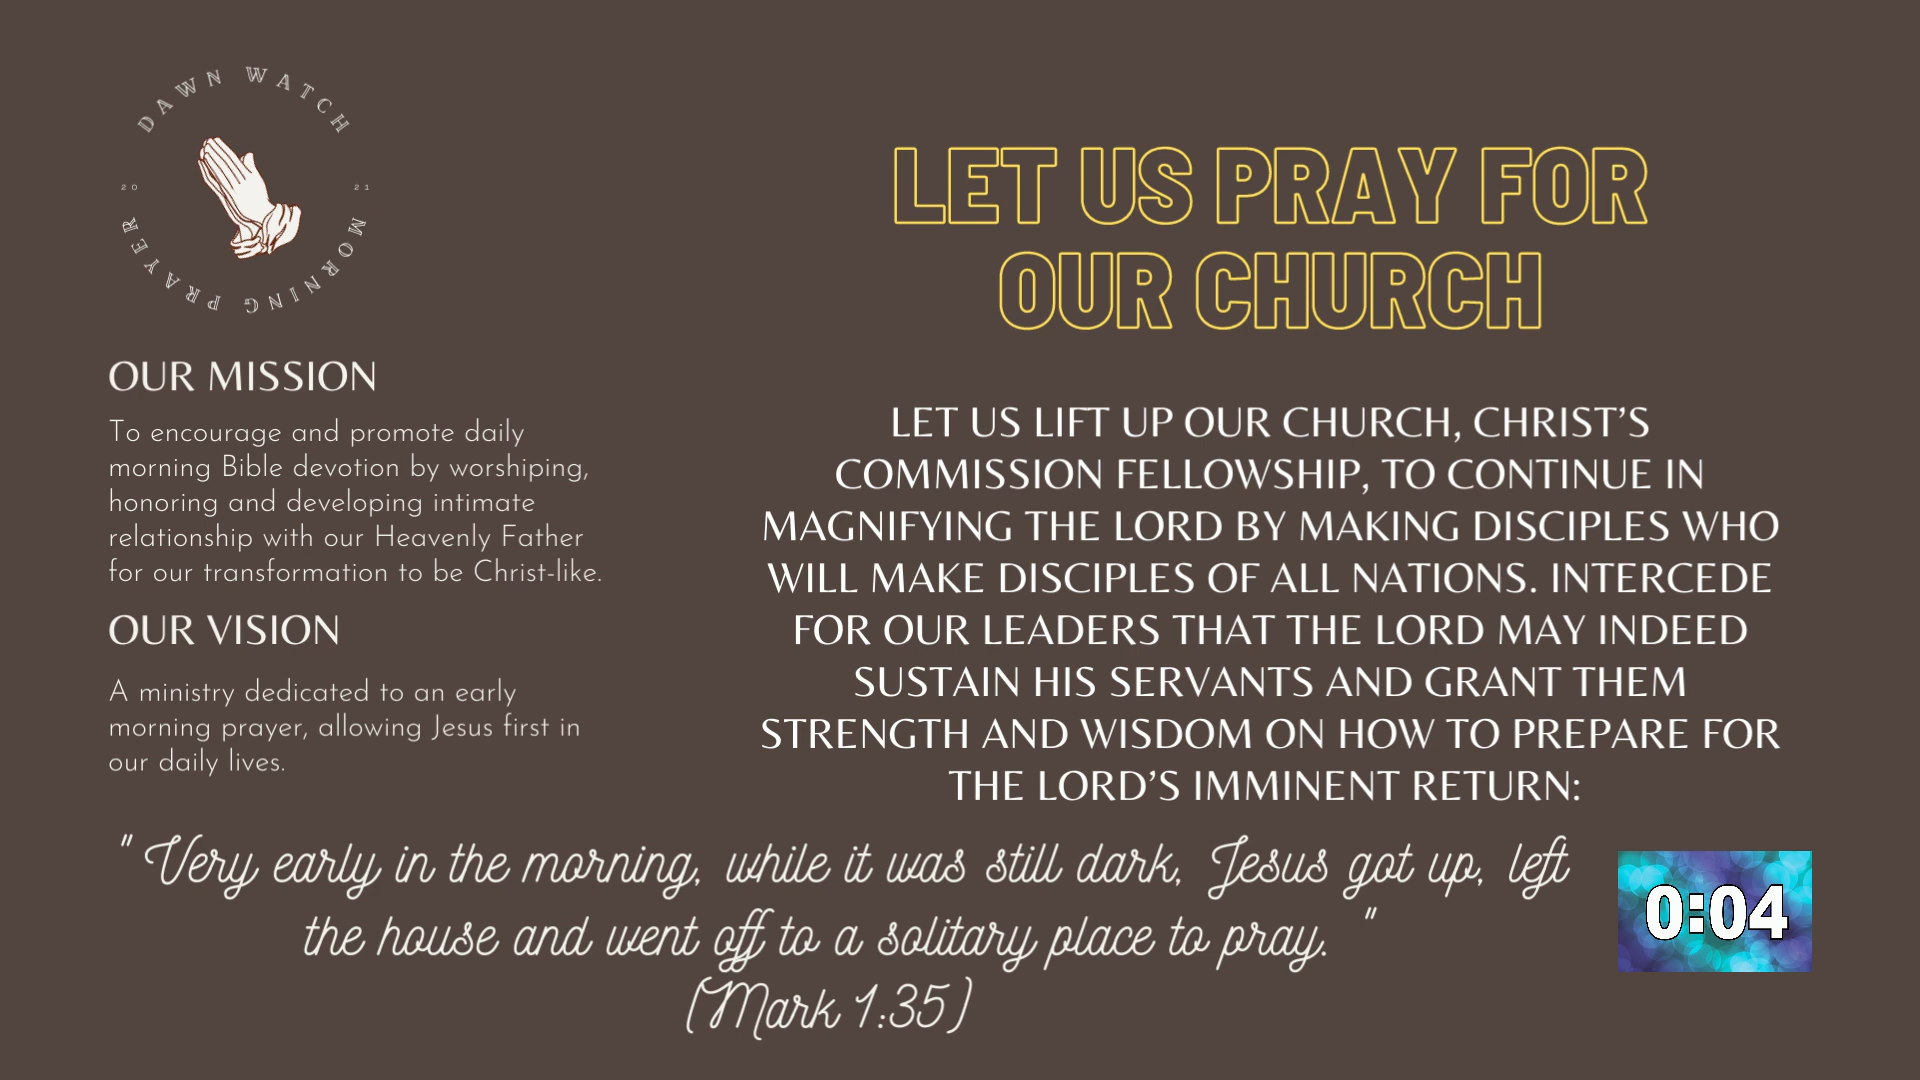 DAWN WATCH
20 21
MORNING PRAYER
OUR MISSION
To encourage and promote daily
morning Bible devotion by worshiping,
honoring and developing intimate
relationship with our Heavenly Father
for our transformation to be Christ-like.
OUR VISION
A ministry dedicated to an early
morning prayer, allowing Jesus first in
our daily lives.
LET US PRAY FOR
OUR CHURCH
LET US LIFT UP OUR CHURCH, CHRIST’S
COMMISSION FELLOWSHIP, TO CONTINUE IN
MAGNIFYING THE LORD BY MAKING DISCIPLES WHO
WILL MAKE DISCIPLES OF ALL NATIONS. INTERCEDE
FOR OUR LEADERS THAT THE LORD MAY INDEED
SUSTAIN HIS SERVANTS AND GRANT THEM
STRENGTH AND WISDOM ON HOW TO PREPARE FOR
THE LORD’S IMMINENT RETURN:
" Very early in the morning, while it was still dark, Jesus got up, left
the house and went off to a solitary place to pray. "
(Mark 1:35)
0:04